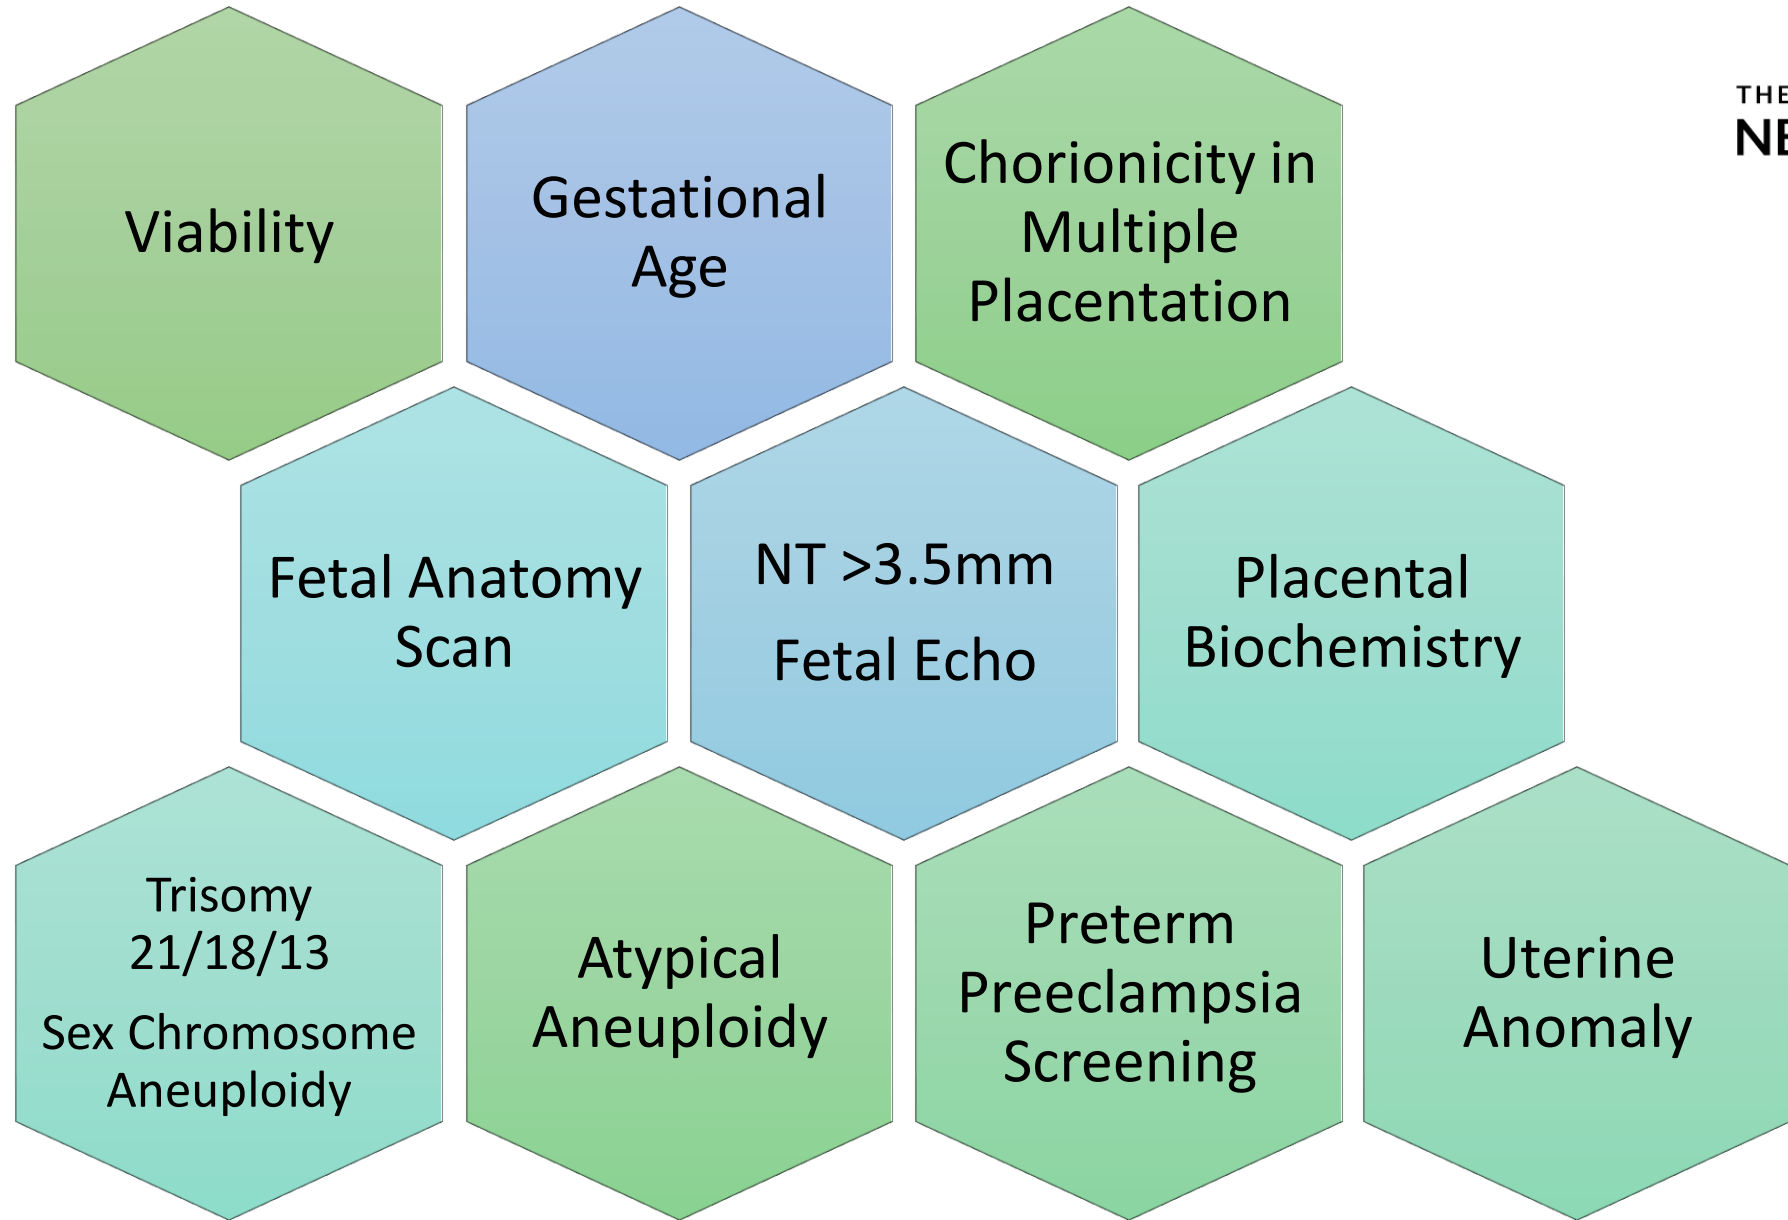 Viability
Gestational
Age
Chorionicity in
Multiple
Placentation
THE
Fetal Anatomy
Scan
NT >3.5mm
Fetal Echo
Placental
Biochemistry
Trisomy
21/18/13
Sex Chromosome
Aneuploidy
Atypical
Aneuploidy
Preterm
Preeclampsia
Screening
Uterine
Anomaly